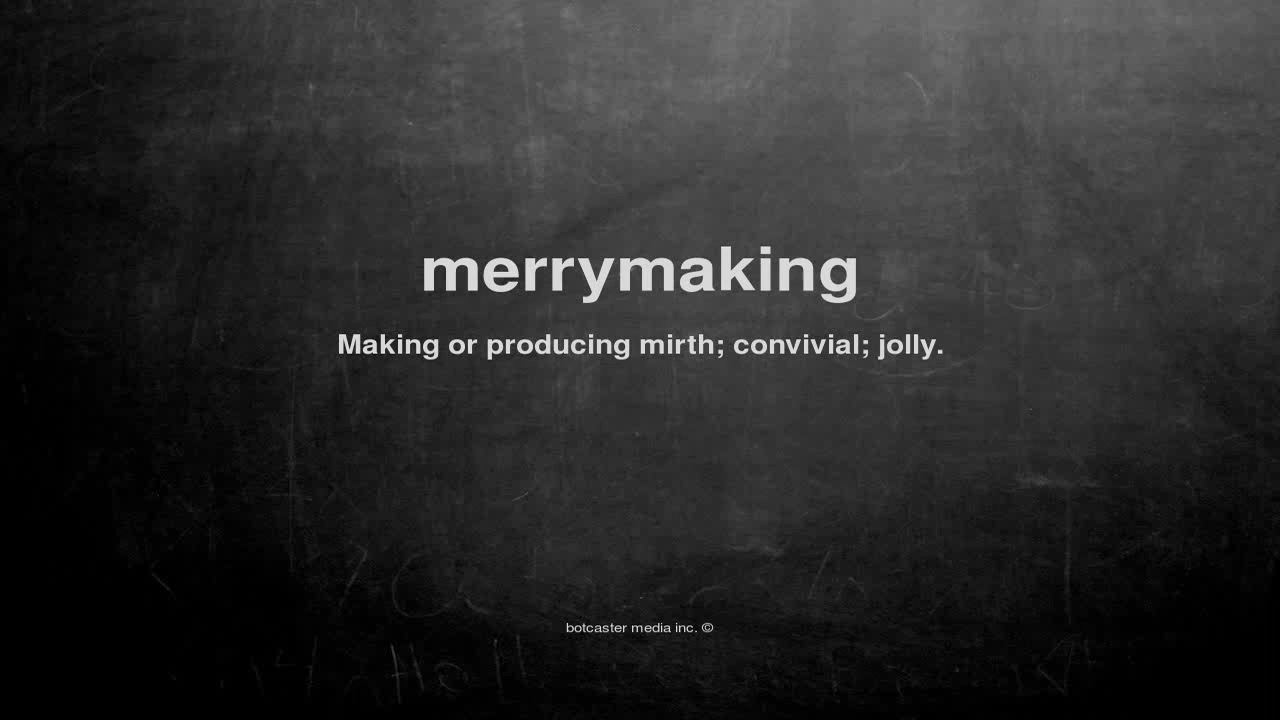 merrymaking
Making or producing mirth; convivial; jolly.
botcaster media inc. ©